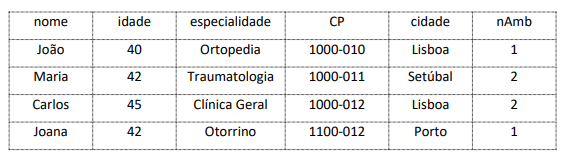 nome idade especialidade CP cidade nAmb
João 40 Ortopedia 1000-010 Lisboa 1
Maria 42 Traumatologia 1000-011 Setúbal 2
Carlos 45 Clínica Geral 1000-012 Lisboa 2
Joana 42 Otorrino 1100-012 Porto 1